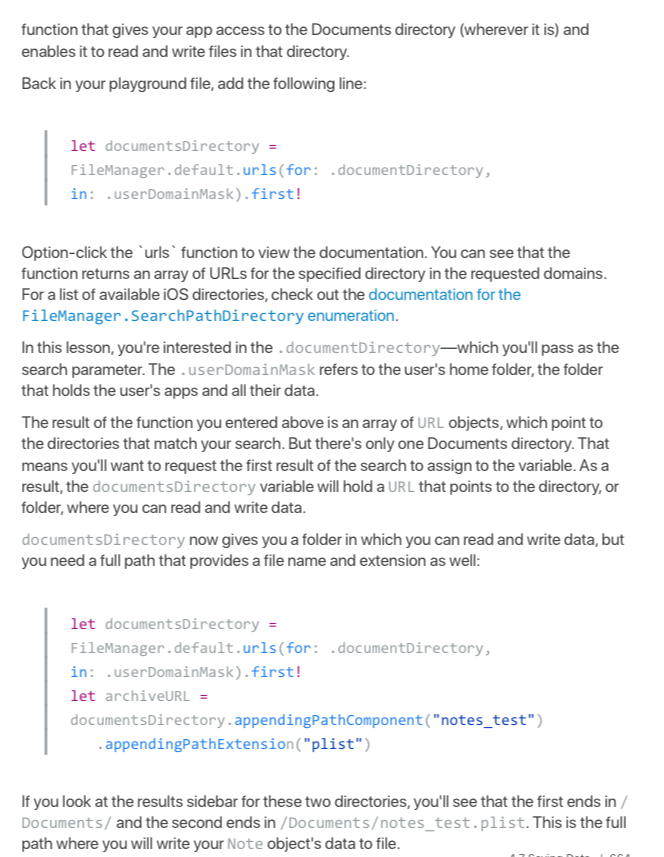 function that gives your app access to the Documents directory (wherever it is) and
enables it to read and write files in that directory.
Back in your playground file, add the following line:
let documentsDirectory =
FileManager.default.urls(for: .documentDirectory,
in: .userDomainMask).first!
Option-click the `urls` function to view the documentation. You can see that the
function returns an array of URLs for the specified directory in the requested domains.
For a list of available iOS directories, check out the documentation for the
FileManager.SearchPathDirectory enumeration.
In this lesson, you're interested in the .documentDirectory—which you'll pass as the
search parameter. The .userDomainMask refers to the user's home folder, the folder
that holds the user's apps and all their data.
The result of the function you entered above is an array of URL objects, which point to
the directories that match your search. But there's only one Documents directory. That
means you'll want to request the first result of the search to assign to the variable. As a
result, the documentsDirectory variable will hold a URL that points to the directory, or
folder, where you can read and write data.
documentsDirectory now gives you a folder in which you can read and write data, but
you need a full path that provides a file name and extension as well:
let documentsDirectory =
FileManager.default.urls(for: .documentDirectory,
in: .userDomainMask).first!
let archiveURL =
documentsDirectory.appendingPathComponent("notes_test")
.appendingPathExtension("plist")
If you look at the results sidebar for these two directories, you'll see that the first ends in /
Documents/ and the second ends in /Documents/notes_test.plist. This is the full
path where you will write your Note object's data to file.